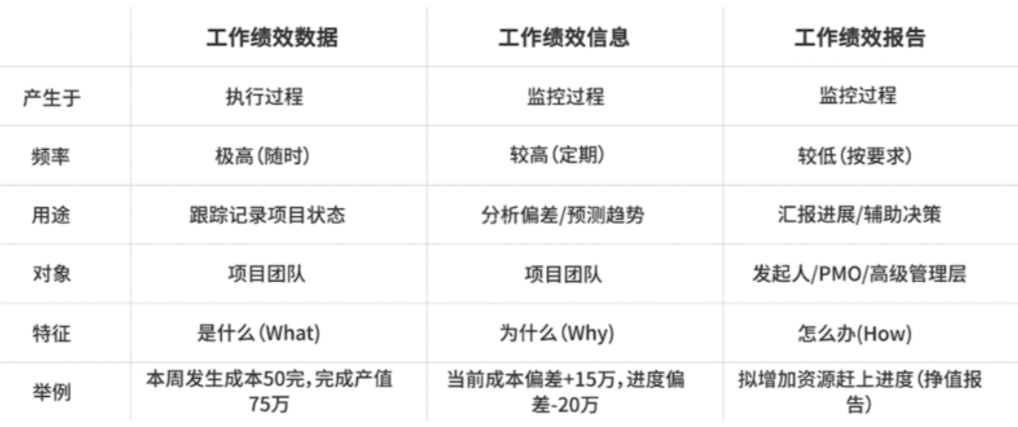 工作绩效数据 工作绩效信息 工作绩效报告
产生于 执行过程 监控过程 监控过程
频率 极高(随时) 较高(定期) 较低(按要求)
用途 跟踪记录项目状态 分析偏差/预测趋势 汇报进展/辅助决策
对象 项目团队 项目团队 发起人/PMO/高级管理层
特征 是什么(What) 为什么(Why) 怎么办(How)
举例
本周发生成本50完,完成产值
75万
当前成本偏差+15万,进度偏
差-20万
拟增加资源赶上进度(挣值报
告)